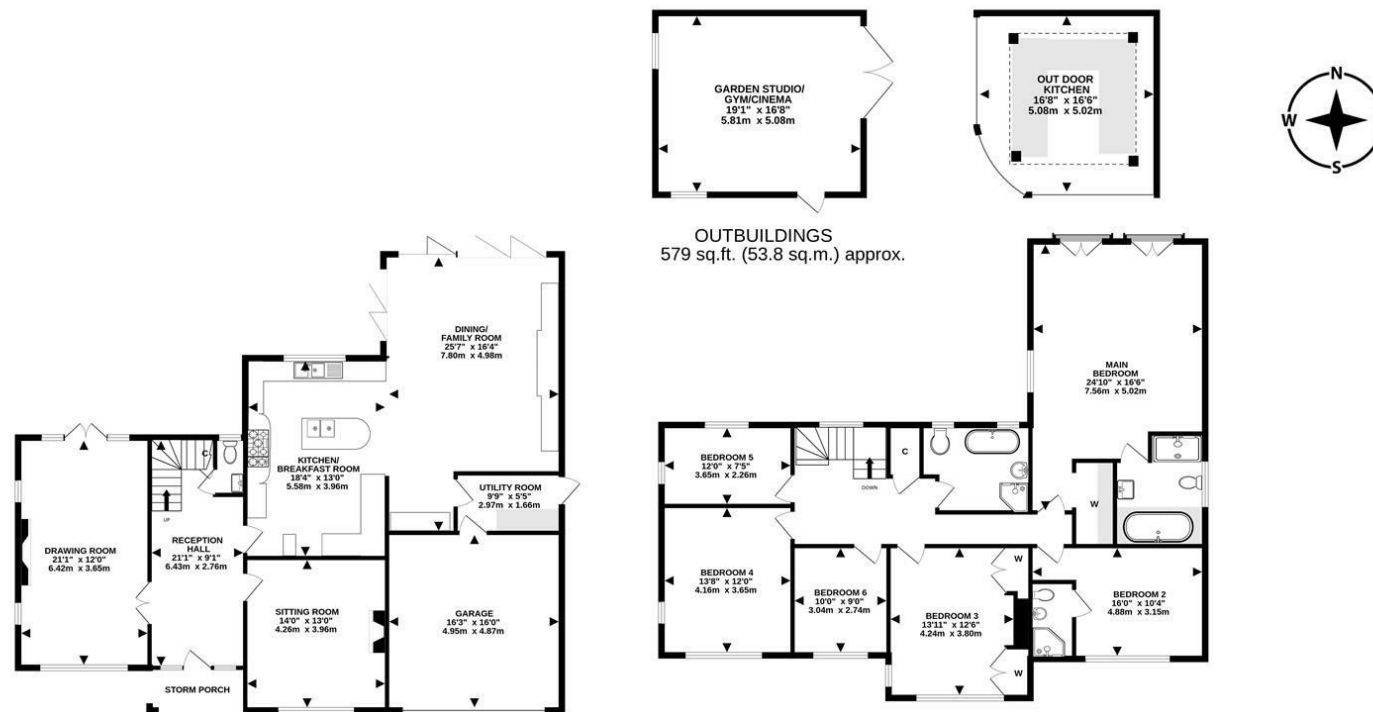 GARDEN STUDIO/
GYM/CINEMA
19'1" x 16'8"
5.81m x 5.08m
OUT DOOR
KITCHEN
16'8" x 16'6"
5.08m x 5.02m
N
W
S
OUTBUILDINGS
579 sq.ft. (53.8 sq.m.) approx.
DINING/
FAMILY ROOM
25'7" x 16'4"
7.80m x 4.98m
KITCHEN/
BREAKFAST ROOM
18'4" x 13'0"
5.58m x 3.96m
UTILITY ROOM
9'9" x 5'5"
2.97m x 1.66m
C
UP
DRAWING ROOM
21'1" x 12'0"
6.42m x 3.65m
RECEPTION
HALL
21'1" x 9'1"
6.43m x 2.76m
SITTING ROOM
14'0" x 13'0"
4.26m x 3.96m
GARAGE
16'3" x 16'0"
4.95m x 4.87m
STORM PORCH
MAIN
BEDROOM
24'10" x 16'6"
7.56m x 5.02m
BEDROOM 5
12'0" x 7'5"
3.65m x 2.26m
DOWN
C
W
BEDROOM 4
13'8" x 12'0"
4.16m x 3.65m
BEDROOM 6
10'0" x 9'0"
3.04m x 2.74m
BEDROOM 3
13'11" x 12'6"
4.24m x 3.80m
W
W
BEDROOM 2
16'0" x 10'4"
4.88m x 3.15m